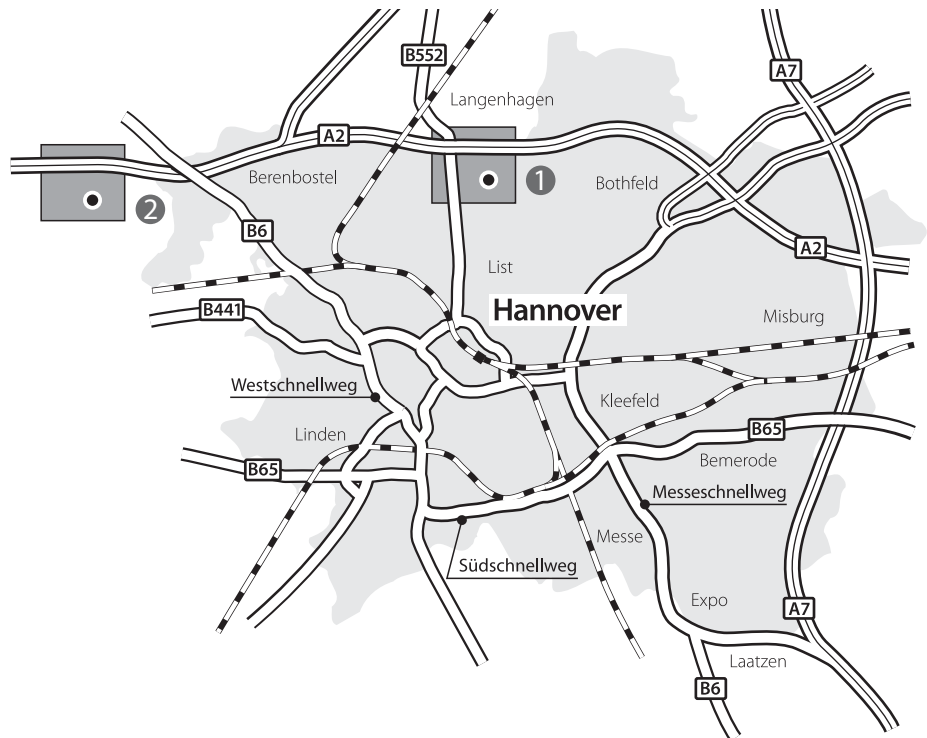 B552
A7
Langenhagen
A2
1
Berenbostel
Bothfeld
2
B6
A2
List
B441
Hannover
Misburg
Westschnellweg
Kleefeld
B65
Linden
Bemerode
B65
Messeschnellweg
Messe
Südschnellweg
Expo
A7
Laatzen
B6